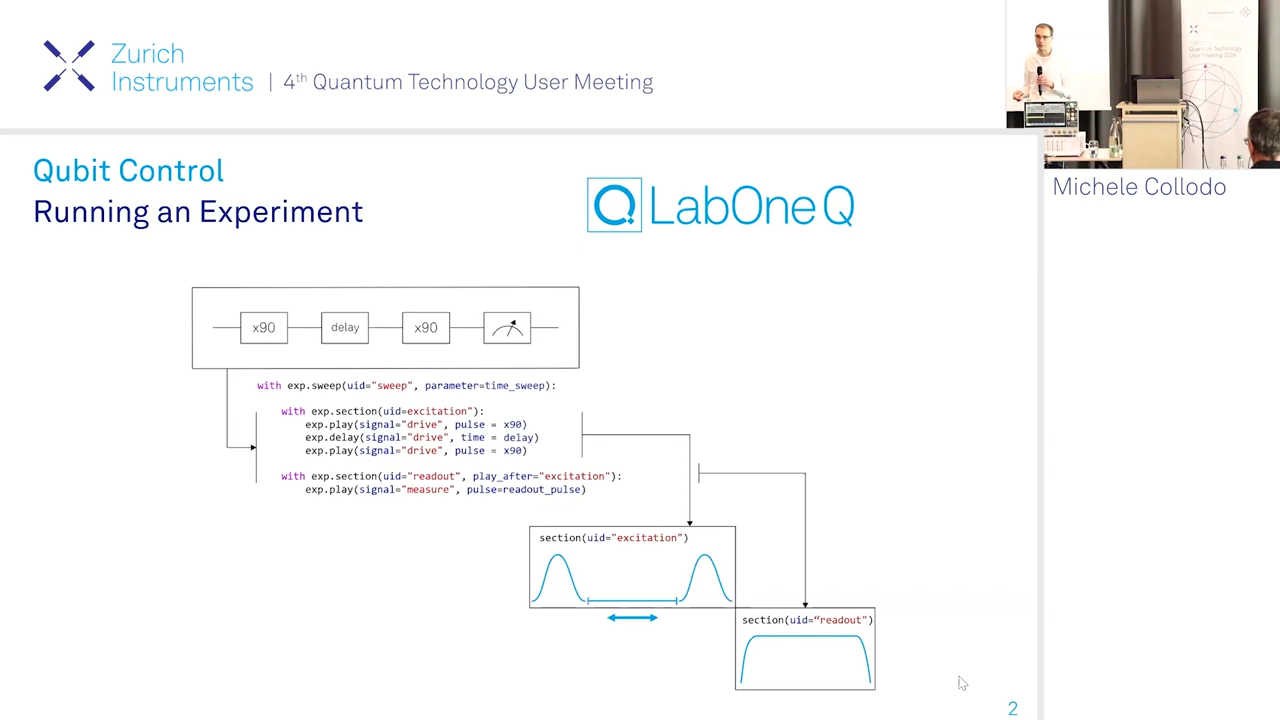 Zurich
Instruments | 4th Quantum Technology User Meeting
Quantum Technology
Michele Collodo
Qubit Control
Running an Experiment
LabOne Q
x90
delay
x90
with exp.sweep(uid="sweep", parameter=time_sweep):
with exp.section(uid=excitation"):
exp.play(signal="drive", pulse = x90)
exp.delay(signal="drive", time = delay)
exp.play(signal="drive", pulse = x90)
with exp.section(uid="readout", play_after="excitation"):
exp.play(signal="measure", pulse=readout_pulse)
section(uid="excitation")
section(uid=“readout")
2